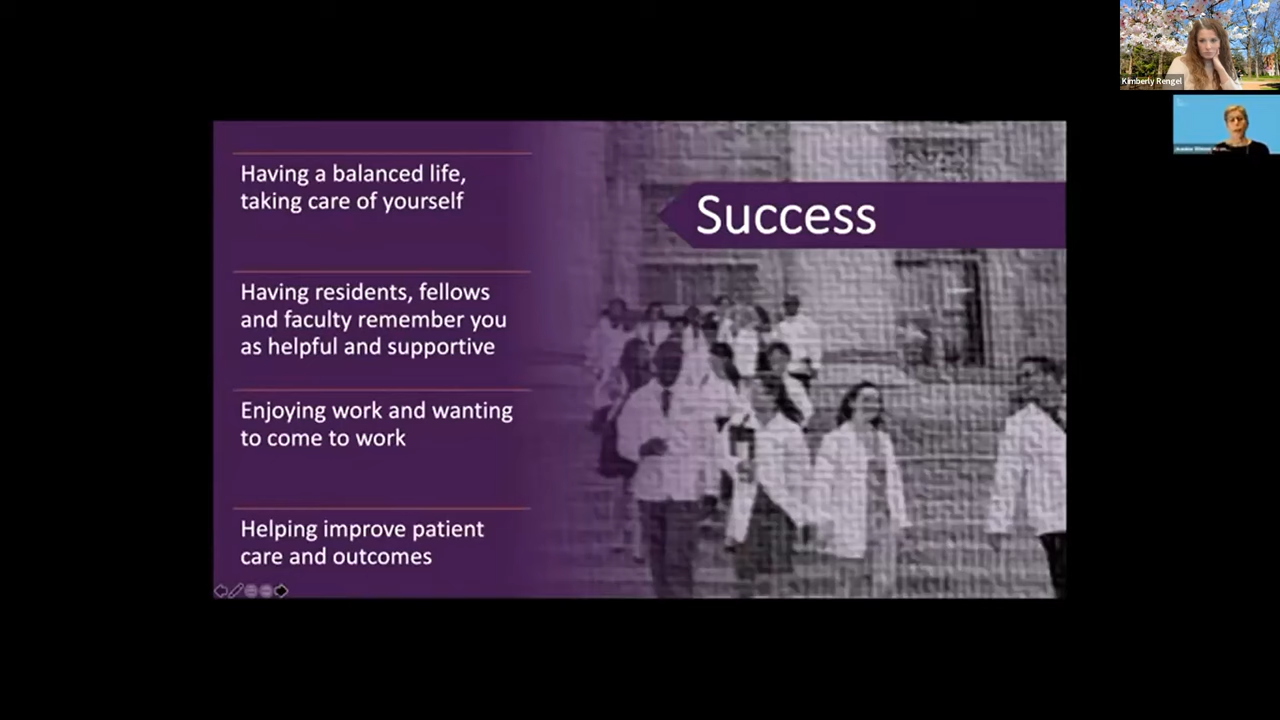 Kimberly Rengel
Success
Having a balanced life,
taking care of yourself
Having residents, fellows
and faculty remember you
as helpful and supportive
Enjoying work and wanting
to come to work
Helping improve patient
care and outcomes